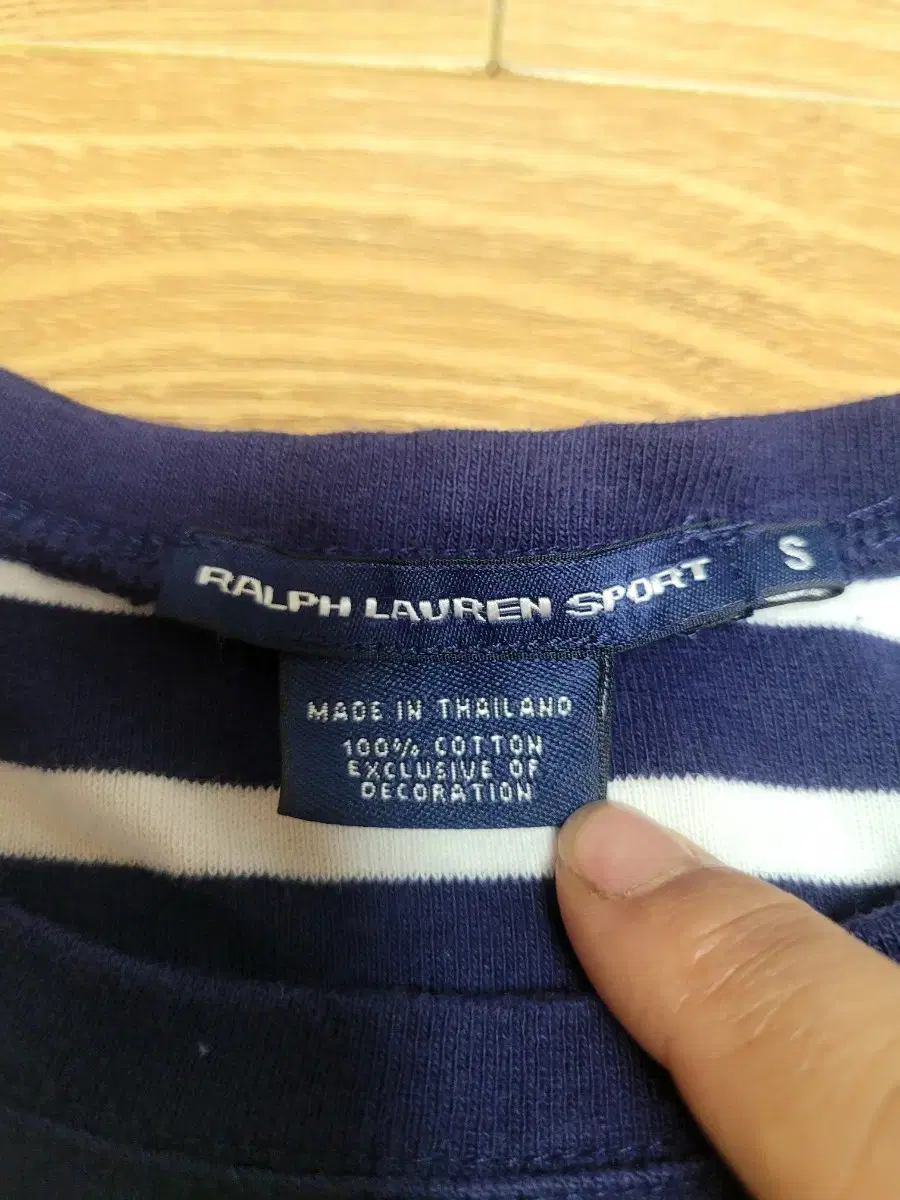 RALPH LAUREN SPORT
S
MADE IN THAILAND
100% COTTON
EXCLUSIVE OF
DECORATION